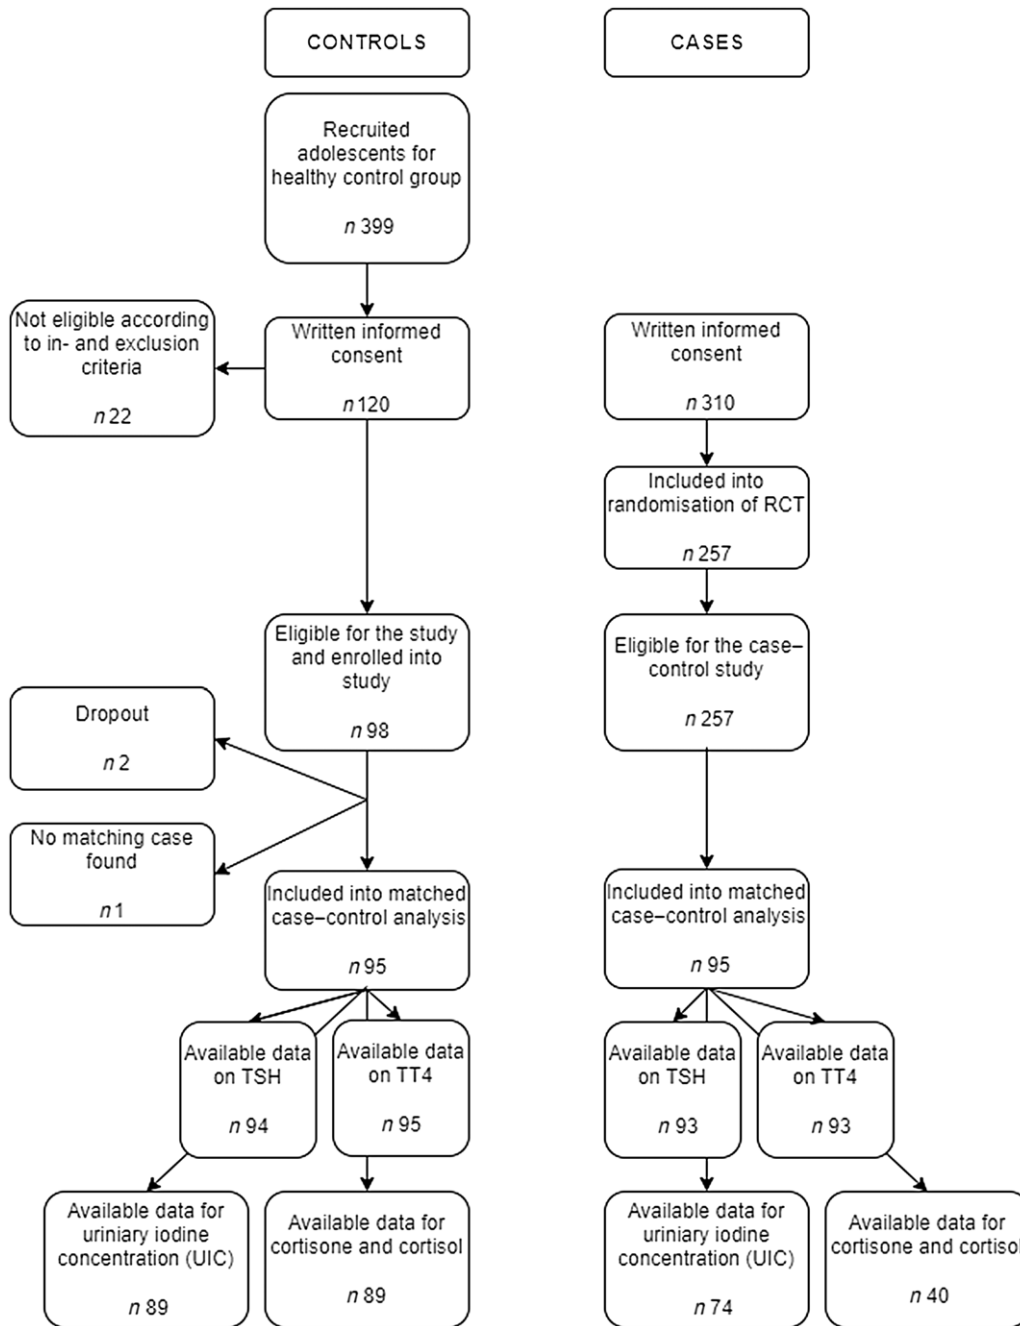 CONTROLS
CASES
Recruited
adolescents for
healthy control group
n 399
Not eligible according
to in- and exclusion
criteria
n 22
Written informed
consent
n 120
Written informed
consent
n 310
Included into
randomisation of RCT
n 257
Eligible for the study
and enrolled into
study
n 98
Eligible for the case–
control study
n 257
Dropout
n 2
No matching case
found
n 1
Included into matched
case–control analysis
n 95
Included into matched
case–control analysis
n 95
Available data
on TSH
n 94
Available data
on TT4
n 95
Available data
on TSH
n 93
Available data
on TT4
n 93
Available data for
uriniary iodine
concentration (UIC)
n 89
Available data for
cortisone and cortisol
n 89
Available data for
uriniary iodine
concentration (UIC)
n 74
Available data for
cortisone and cortisol
n 40